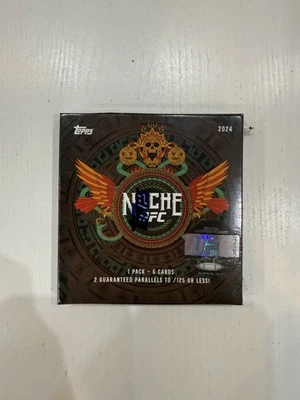 Topps
2024
NOCHE
UFC
1 PACK - 6 CARDS
2 GUARANTEED PARALLELS TO /125 OR LESS!